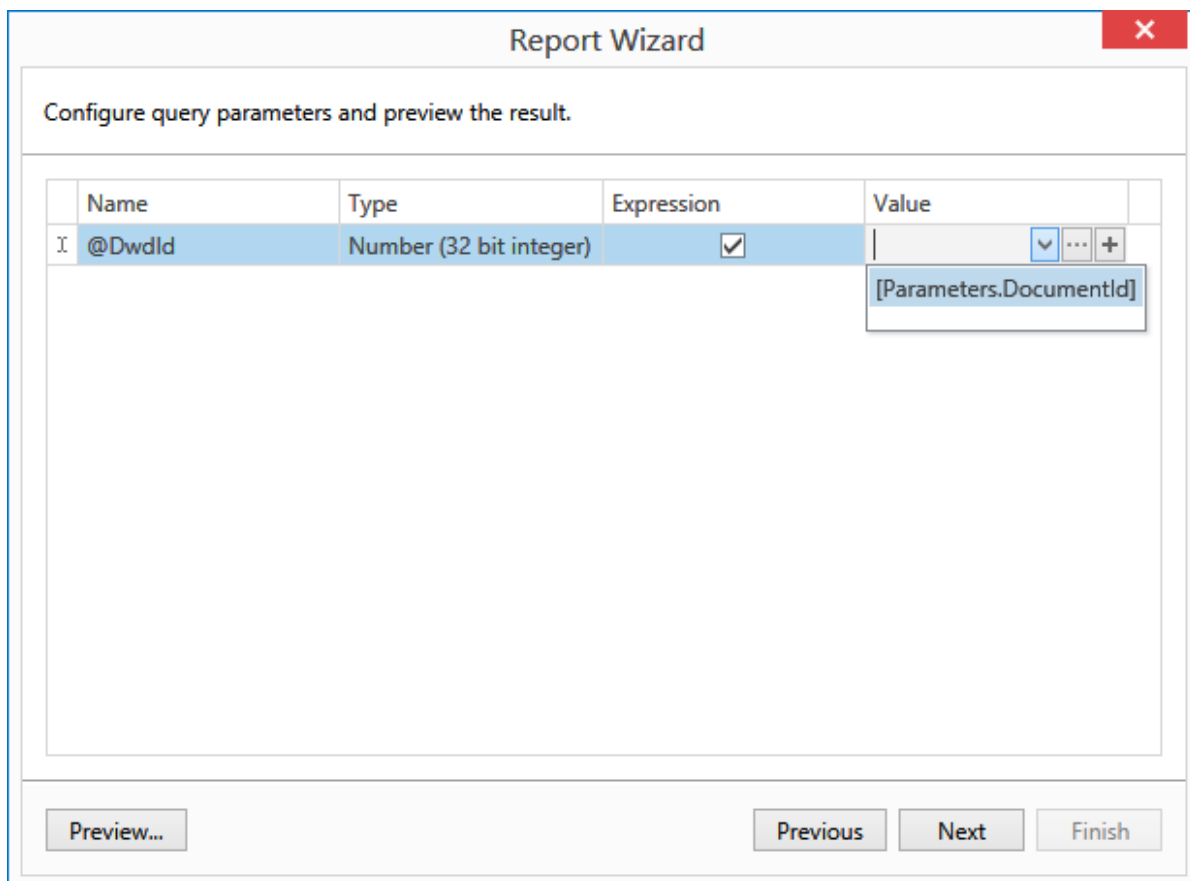 Report Wizard
Configure query parameters and preview the result.
Name Type Expression Value
@DwdId Number (32 bit integer)
[Parameters.DocumentId]
Preview... Previous Next Finish